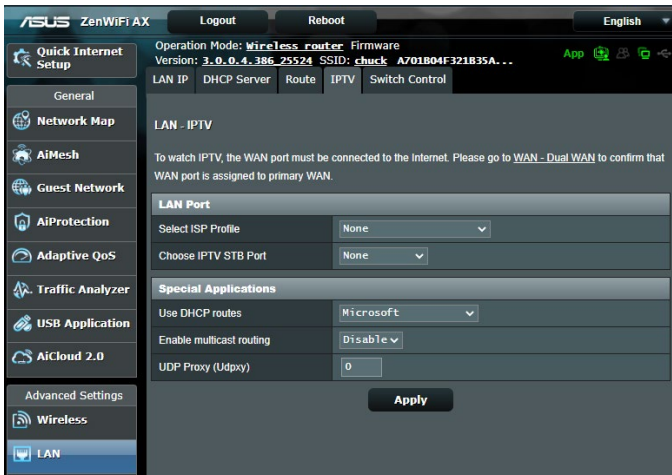 ASUS ZenWiFi AX Logout Reboot English
Quick Internet Setup
Operation Mode: Wireless router Firmware
Version: 3.0.0.4.386_25524 SSID: chuck A701B04F321B35A...
App
LAN IP DHCP Server Route IPTV Switch Control
General
Network Map
AiMesh
Guest Network
AiProtection
Adaptive QoS
Traffic Analyzer
USB Application
AiCloud 2.0
Advanced Settings
Wireless
LAN
LAN - IPTV
To watch IPTV, the WAN port must be connected to the Internet. Please go to WAN - Dual WAN to confirm that
WAN port is assigned to primary WAN.
LAN Port
Select ISP Profile None
Choose IPTV STB Port None
Special Applications
Use DHCP routes Microsoft
Enable multicast routing Disable
UDP Proxy (Udpxy) 0
Apply